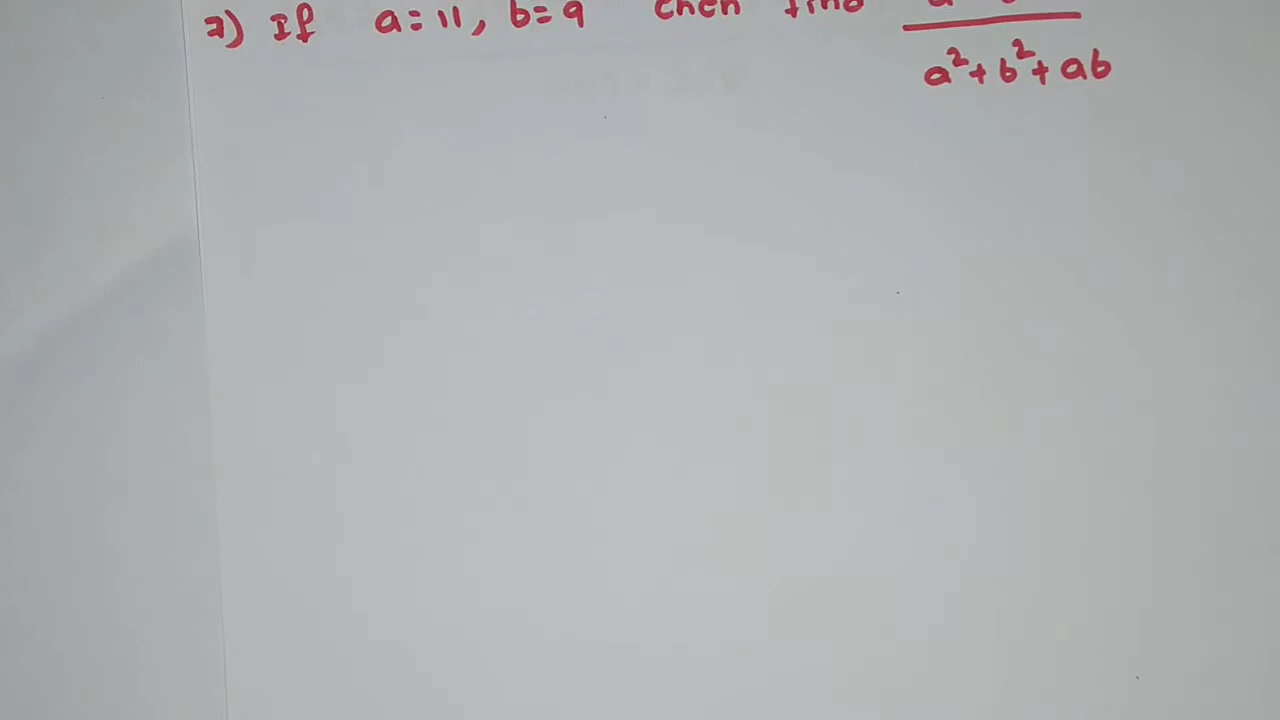 7) If a=11, b=9 then find
a²+b²+ab